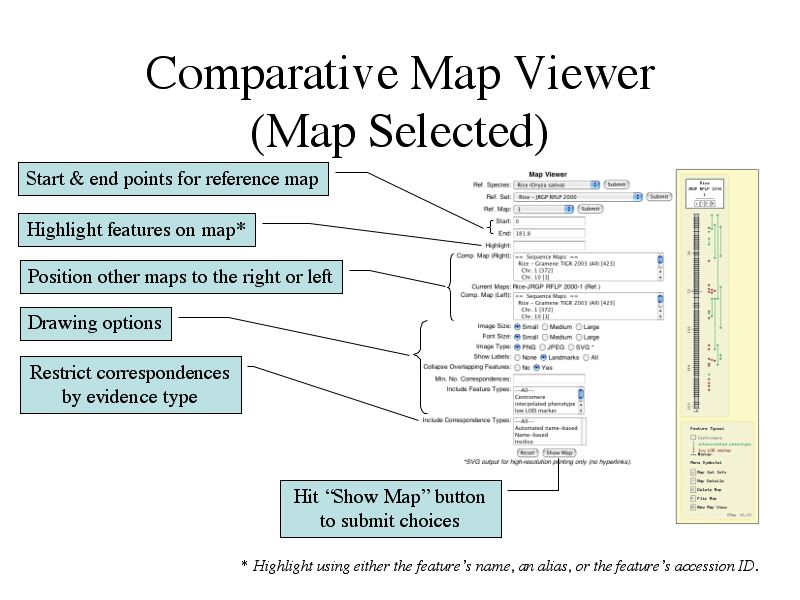 Comparative Map Viewer
(Map Selected)
Start & end points for reference map
Highlight features on map*
Position other maps to the right or left
Drawing options
Restrict correspondences
by evidence type
Map Viewer
Ref. Species: Rice (Oryza sativa) Submit
Ref. Set: Rice - JRGP RFLP 2000 Submit
Ref. Map: 1 Submit
Start: 0
End: 181.8
Highlight:
Comp. Map (Right): == Sequence Maps ==
Rice - Gramene TIGR 2003 (All) [423]
Chr. 1 [372]
Chr. 10 [1]
Current Maps: Rice-JRGP RFLP 2000-1 (Ref.)
Comp. Map (Left): == Sequence Maps ==
Rice - Gramene TIGR 2003 (All) [423]
Chr. 1 [372]
Chr. 10 [1]
Image Size: Small Medium Large
Font Size: Small Medium Large
Image Type: PNG JPEG SVG *
Show Labels: None Landmarks All
Collapse Overlapping Features: No Yes
Min. No. Correspondences:
Include Feature Types: --All--
Centromere
interpolated phenotype
low LOD marker
Include Correspondence Types: --All--
Automated name-based
Name-based
Insilico
Reset Show Map
*SVG output for high-resolution printing only (no hyperlinks).
Rice
JRGP RFLP 2000
1
Feature Types:
Centromere
interpolated phenotype
low LOD marker
Marker
Menu Symbols:
Map Set Info
Map Details
Delete Map
Flip Map
New Map View
Hit “Show Map” button
to submit choices
* Highlight using either the feature’s name, an alias, or the feature’s accession ID.